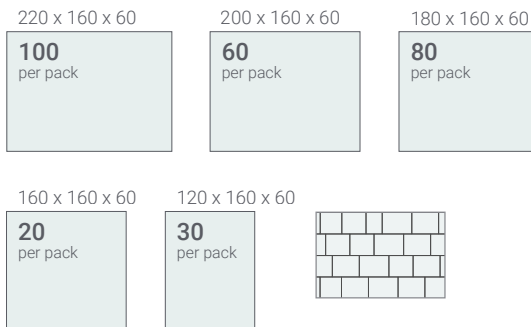 220 x 160 x 60
100
per pack
200 x 160 x 60
60
per pack
180 x 160 x 60
80
per pack
160 x 160 x 60
20
per pack
120 x 160 x 60
30
per pack